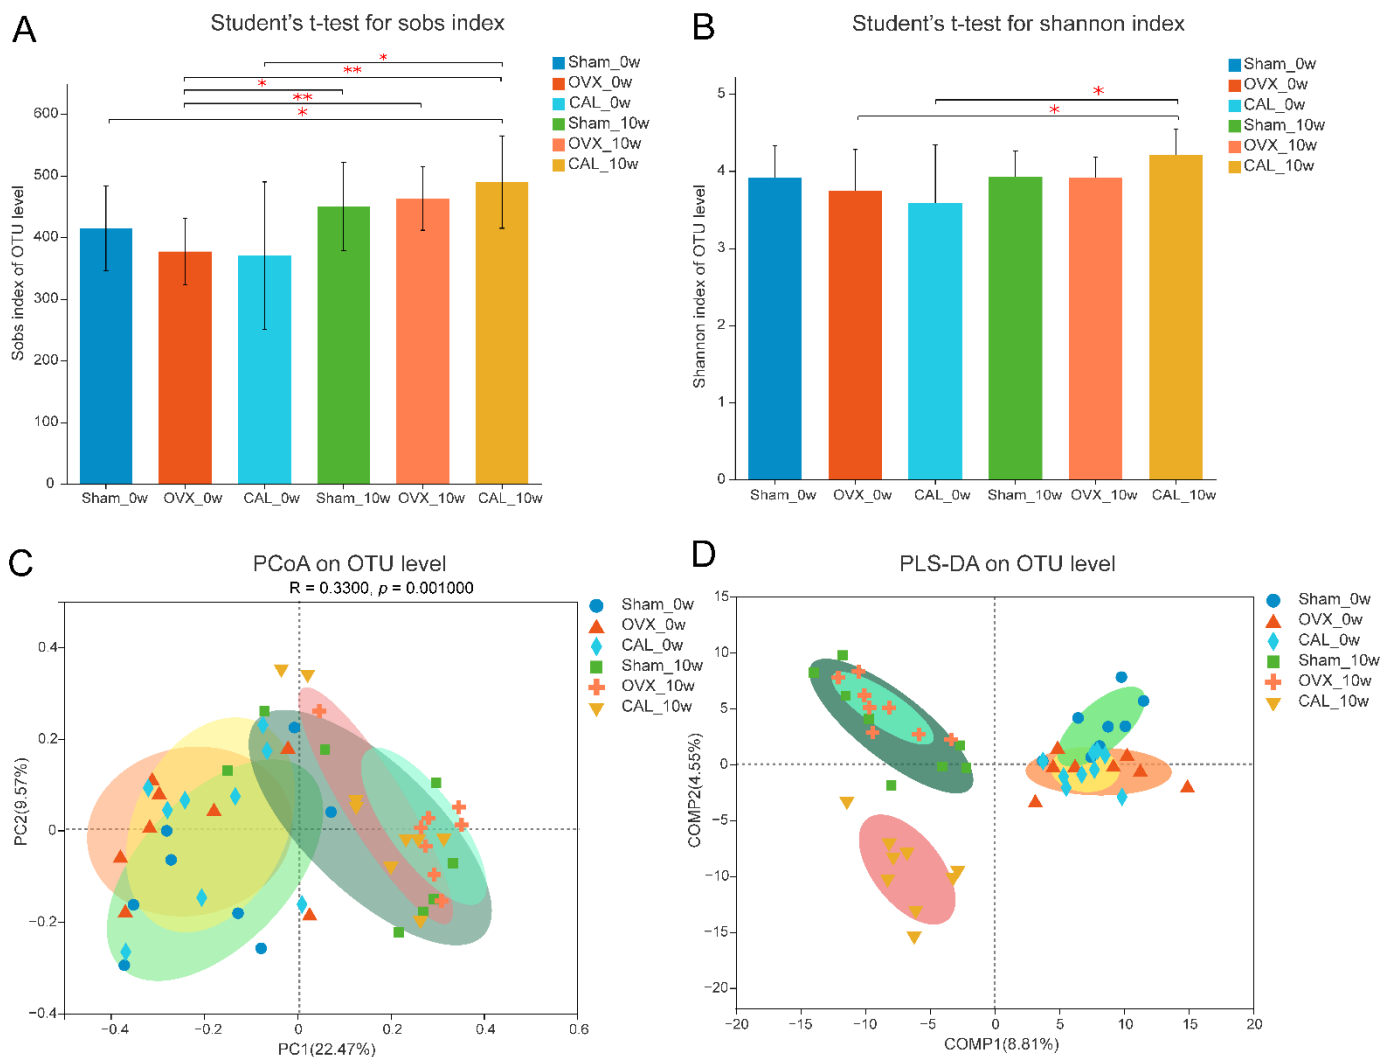 A
Student's t-test for sobs index
*
**
*
**
*
Sham_0w
OVX_0w
CAL_0w
Sham_10w
OVX_10w
CAL_10w
600
500
400
300
200
100
0
Sobs index of OTU level
Sham_0w OVX_0w CAL_0w Sham_10w OVX_10w CAL_10w
B
Student's t-test for shannon index
*
*
Sham_0w
OVX_0w
CAL_0w
Sham_10w
OVX_10w
CAL_10w
5
4
3
2
1
0
Shannon index of OTU level
Sham_0w OVX_0w CAL_0w Sham_10w OVX_10w CAL_10w
C
PCoA on OTU level
R = 0.3300, p = 0.001000
Sham_0w
OVX_0w
CAL_0w
Sham_10w
OVX_10w
CAL_10w
0.4
0.2
0
−0.2
−0.4
PC2(9.57%)
−0.4 −0.2 0 0.2 0.4 0.6
PC1(22.47%)
D
PLS-DA on OTU level
Sham_0w
OVX_0w
CAL_0w
Sham_10w
OVX_10w
CAL_10w
15
10
5
0
−5
−10
−15
−20
COMP2(4.55%)
−20 −15 −10 −5 0 5 10 15 20
COMP1(8.81%)